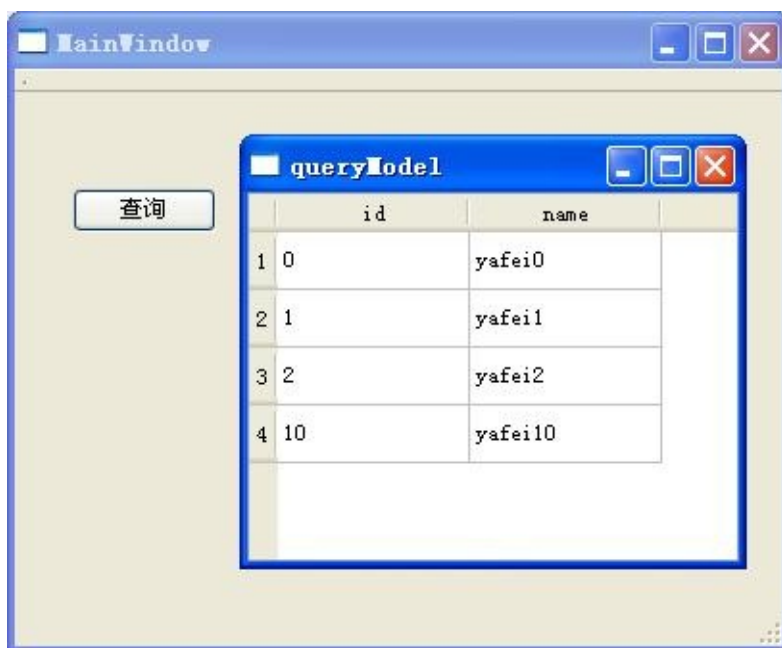 MainWindow
queryModel
查询
id name
1 0 yafei0
2 1 yafei1
3 2 yafei2
4 10 yafei10